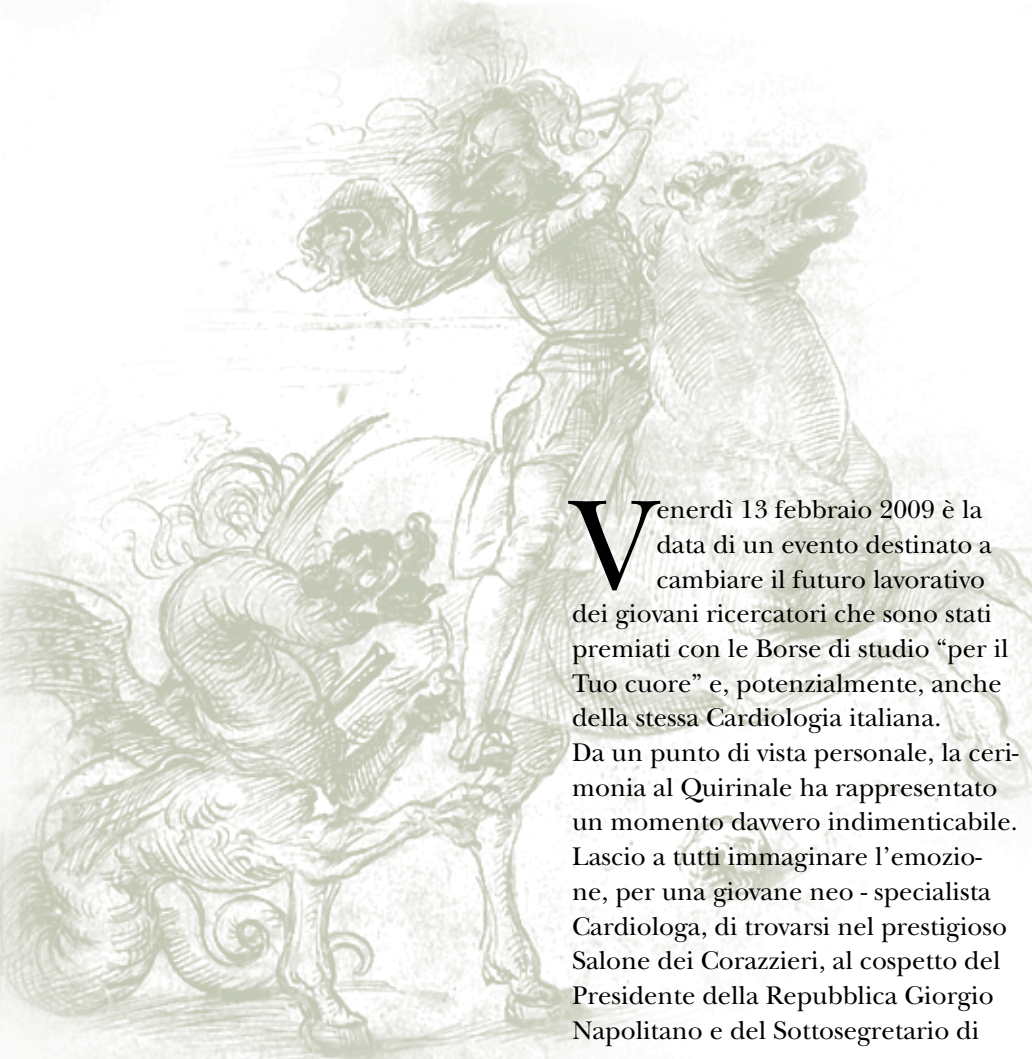 Venerdì 13 febbraio 2009 è la
data di un evento destinato a
cambiare il futuro lavorativo
dei giovani ricercatori che sono stati
premiati con le Borse di studio “per il
Tuo cuore” e, potenzialmente, anche
della stessa Cardiologia italiana.
Da un punto di vista personale, la ceri-
monia al Quirinale ha rappresentato
un momento davvero indimenticabile.
Lascio a tutti immaginare l’emozio-
ne, per una giovane neo - specialista
Cardiologa, di trovarsi nel prestigioso
Salone dei Corazzieri, al cospetto del
Presidente della Repubblica Giorgio
Napolitano e del Sottosegretario di